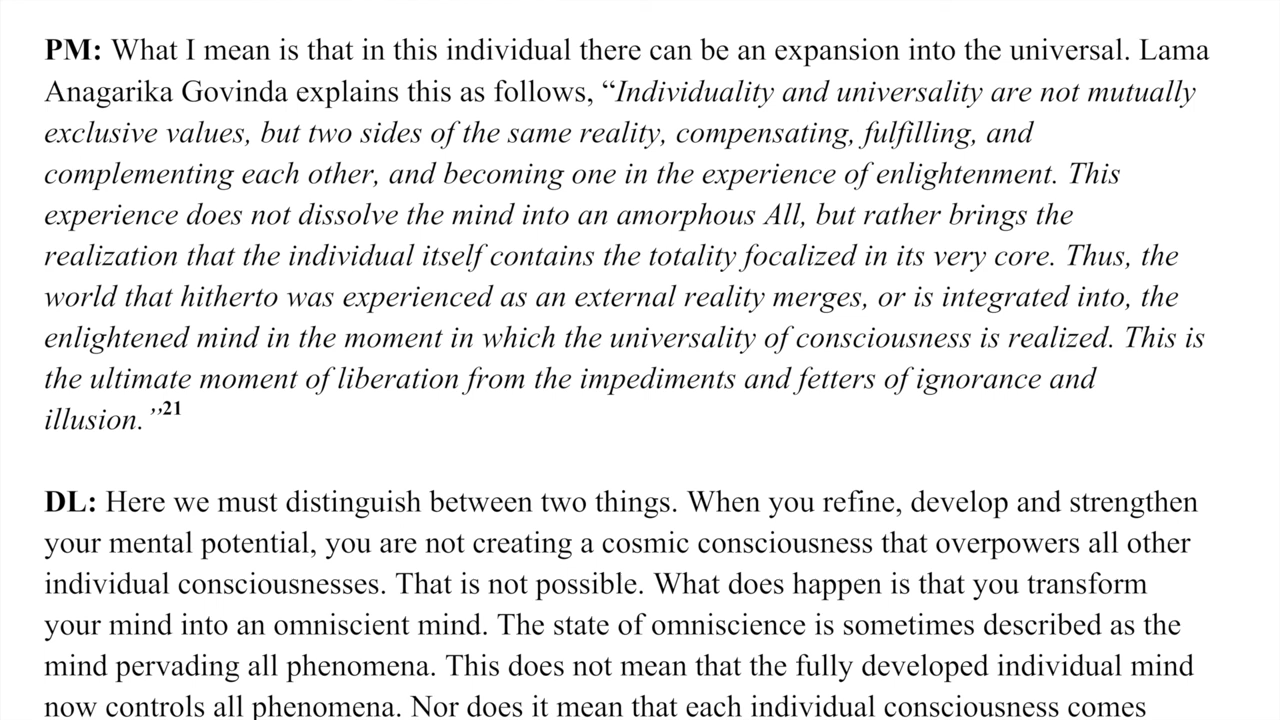 PM: What I mean is that in this individual there can be an expansion into the universal. Lama
Anagarika Govinda explains this as follows, “Individuality and universality are not mutually
exclusive values, but two sides of the same reality, compensating, fulfilling, and
complementing each other, and becoming one in the experience of enlightenment. This
experience does not dissolve the mind into an amorphous All, but rather brings the
realization that the individual itself contains the totality focalized in its very core. Thus, the
world that hitherto was experienced as an external reality merges, or is integrated into, the
enlightened mind in the moment in which the universality of consciousness is realized. This is
the ultimate moment of liberation from the impediments and fetters of ignorance and
illusion.”21
DL: Here we must distinguish between two things. When you refine, develop and strengthen
your mental potential, you are not creating a cosmic consciousness that overpowers all other
individual consciousnesses. That is not possible. What does happen is that you transform
your mind into an omniscient mind. The state of omniscience is sometimes described as the
mind pervading all phenomena. This does not mean that the fully developed individual mind
now controls all phenomena. Nor does it mean that each individual consciousness comes